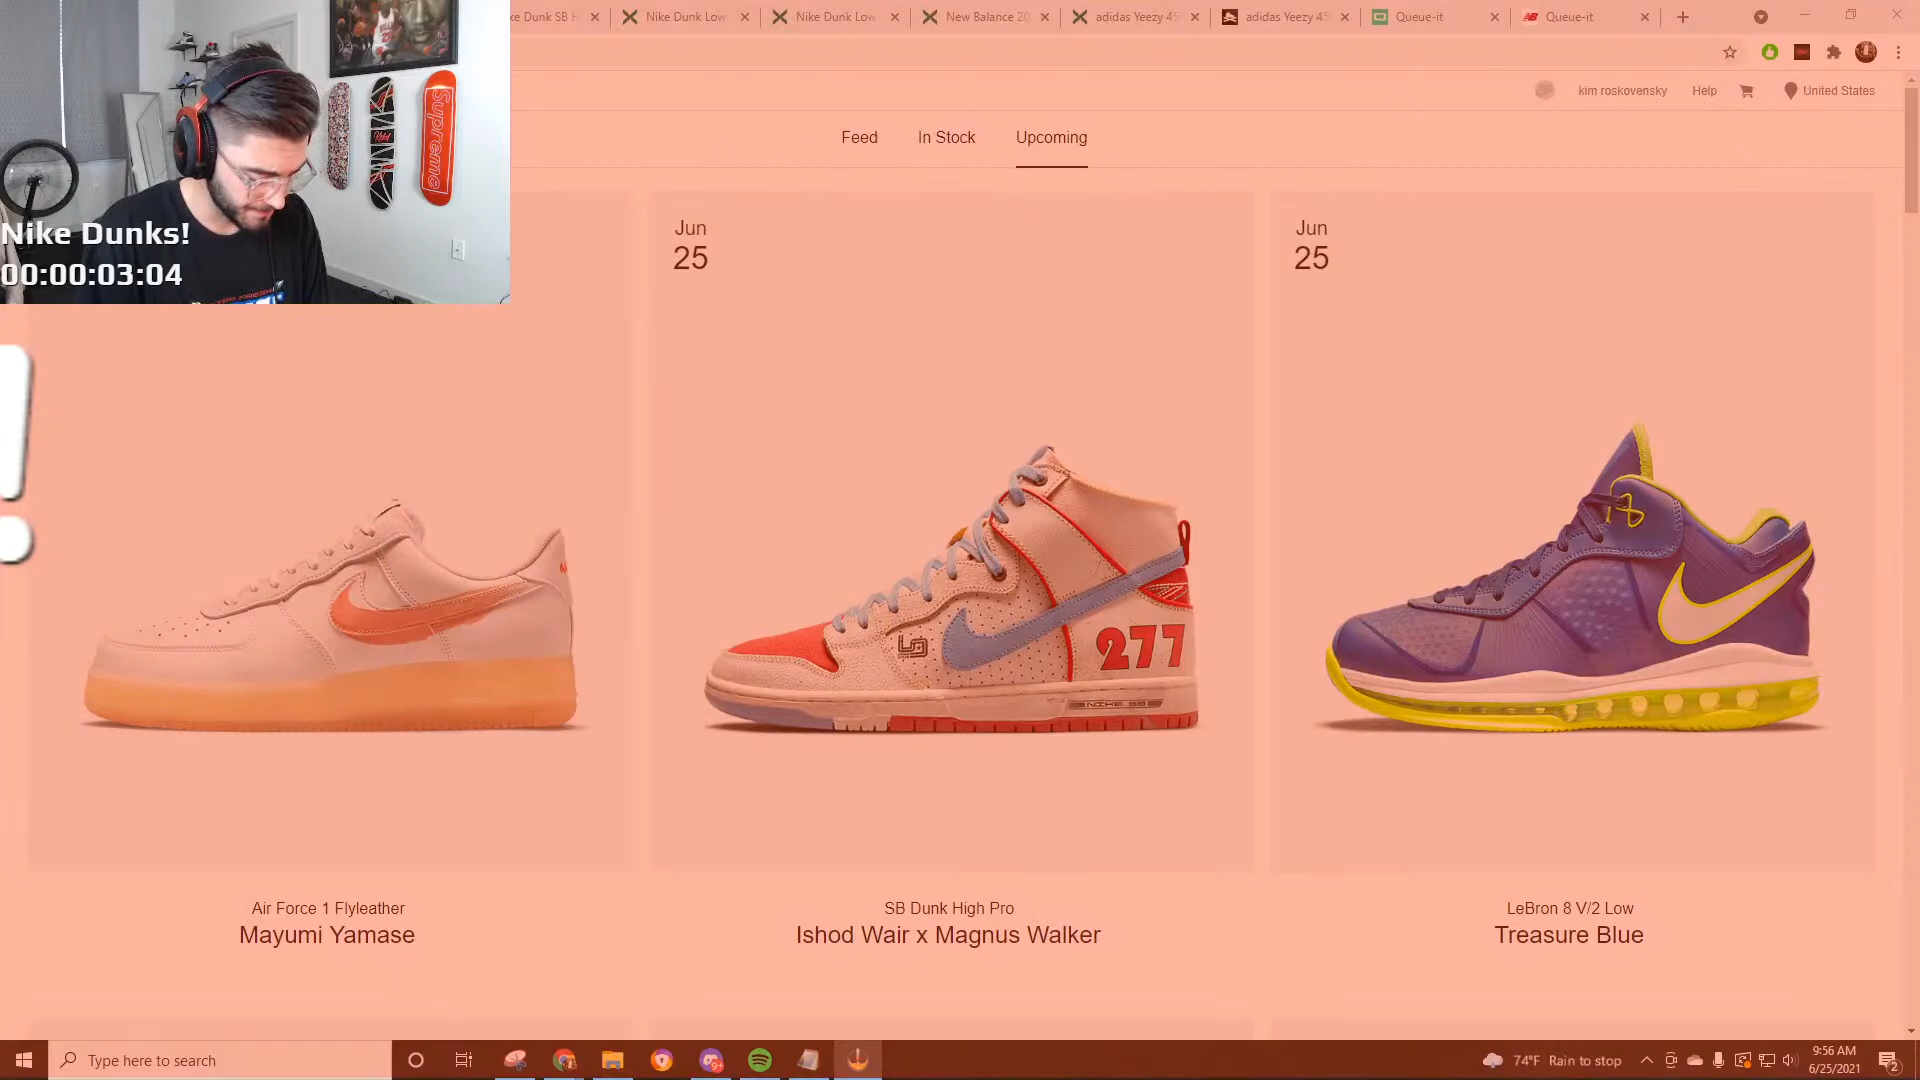 ke Dunk SB H
Nike Dunk Low
Nike Dunk Low
New Balance 20
adidas Yeezy 45
adidas Yeezy 45
Queue-it
Queue-it
kim roskovensky
Help
United States
Feed
In Stock
Upcoming
Supreme
Nike Dunks!
00:00:03:04
!
Jun
25
Jun
25
277
NIKE SB
Air Force 1 Flyleather
Mayumi Yamase
SB Dunk High Pro
Ishod Wair x Magnus Walker
LeBron 8 V/2 Low
Treasure Blue
Type here to search
9+
74°F Rain to stop
9:56 AM
6/25/2021
2